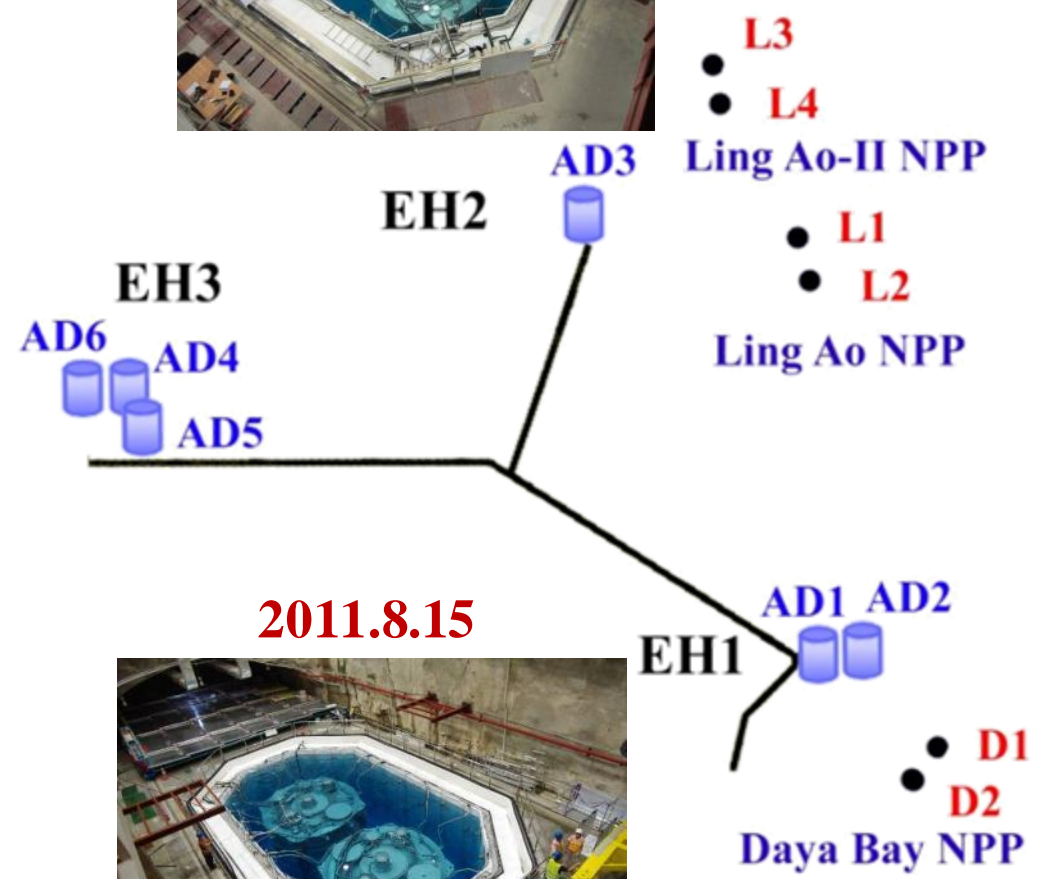 L3
L4
Ling Ao-II NPP
AD3
EH2
L1
L2
Ling Ao NPP
EH3
AD6
AD4
AD5
2011.8.15
AD1
AD2
EH1
D1
D2
Daya Bay NPP